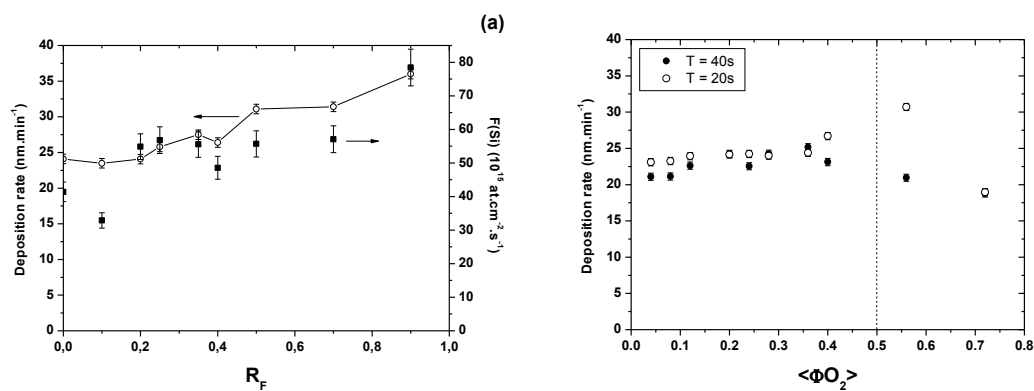 (a)
40
35
30
25
20
15
10
5
0
Deposition rate (nm.min⁻¹)
80
70
60
50
40
30
20
10
0
F(Si) (10¹⁵ at.cm⁻².s⁻¹)
0,0 0,2 0,4 0,6 0,8 1,0
R_F
40
35
30
25
20
15
10
5
0
Deposition rate (nm.min⁻¹)
T = 40s
T = 20s
0.0 0.1 0.2 0.3 0.4 0.5 0.6 0.7 0.8
<ΦO₂>